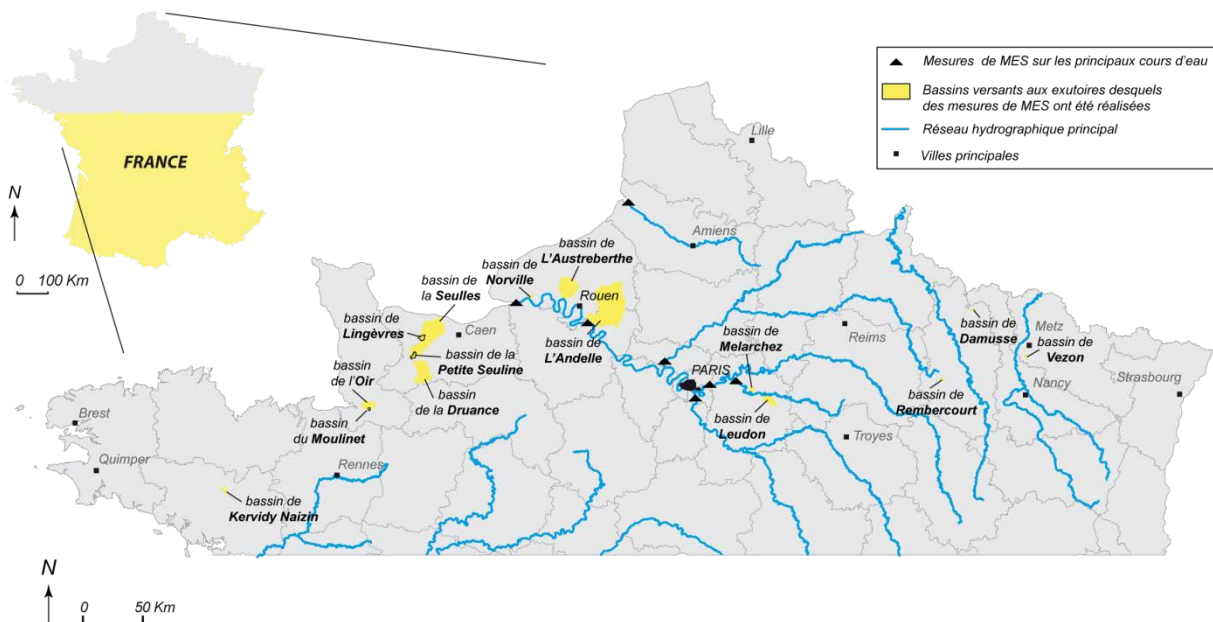 FRANCE
N
0 100 Km
Mesures de MES sur les principaux cours d'eau
Bassins versants aux exutoires desquels
des mesures de MES ont été réalisées
Réseau hydrographique principal
Villes principales
Lille
Amiens
bassin de
L'Austreberthe
bassin de
Norville
bassin de
la Seulles
Rouen
bassin de
Lingèvres
Caen
bassin de la
Petite Seuline
bassin de
L'Andelle
bassin de
Melarchez
Reims
bassin de
Damusse
Metz
bassin de
Vezon
bassin
de l'Oir
bassin
de la Druance
PARIS
Nancy
Strasbourg
bassin de
Rembercourt
Brest
bassin
du Moulinet
bassin de
Leudon
Troyes
Quimper
Rennes
bassin de
Kervidy Naizin
N
0 50 Km